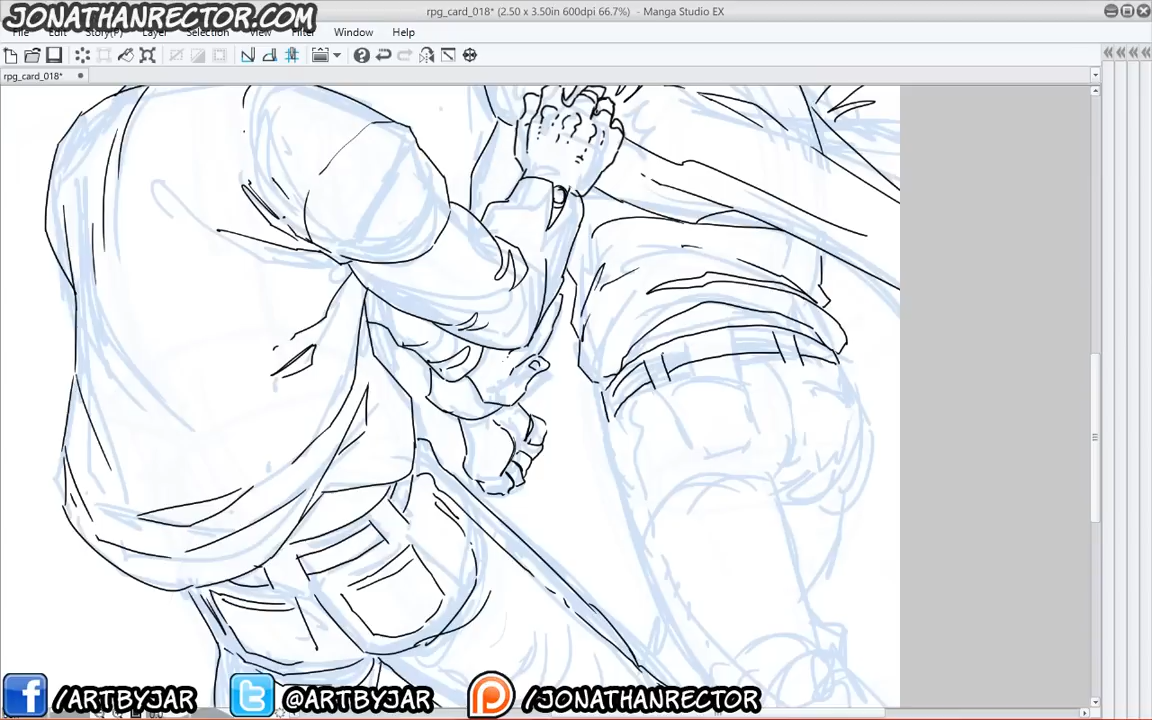 JONATHANRECTOR.COM
rpg_card_018* (2.50 x 3.50in 600dpi 66.7%) - Manga Studio EX
File Edit Story(P) Layer Selection View Filter Window Help
rpg_card_018*
/ARTBYJAR @ARTBYJAR /JONATHANRECTOR